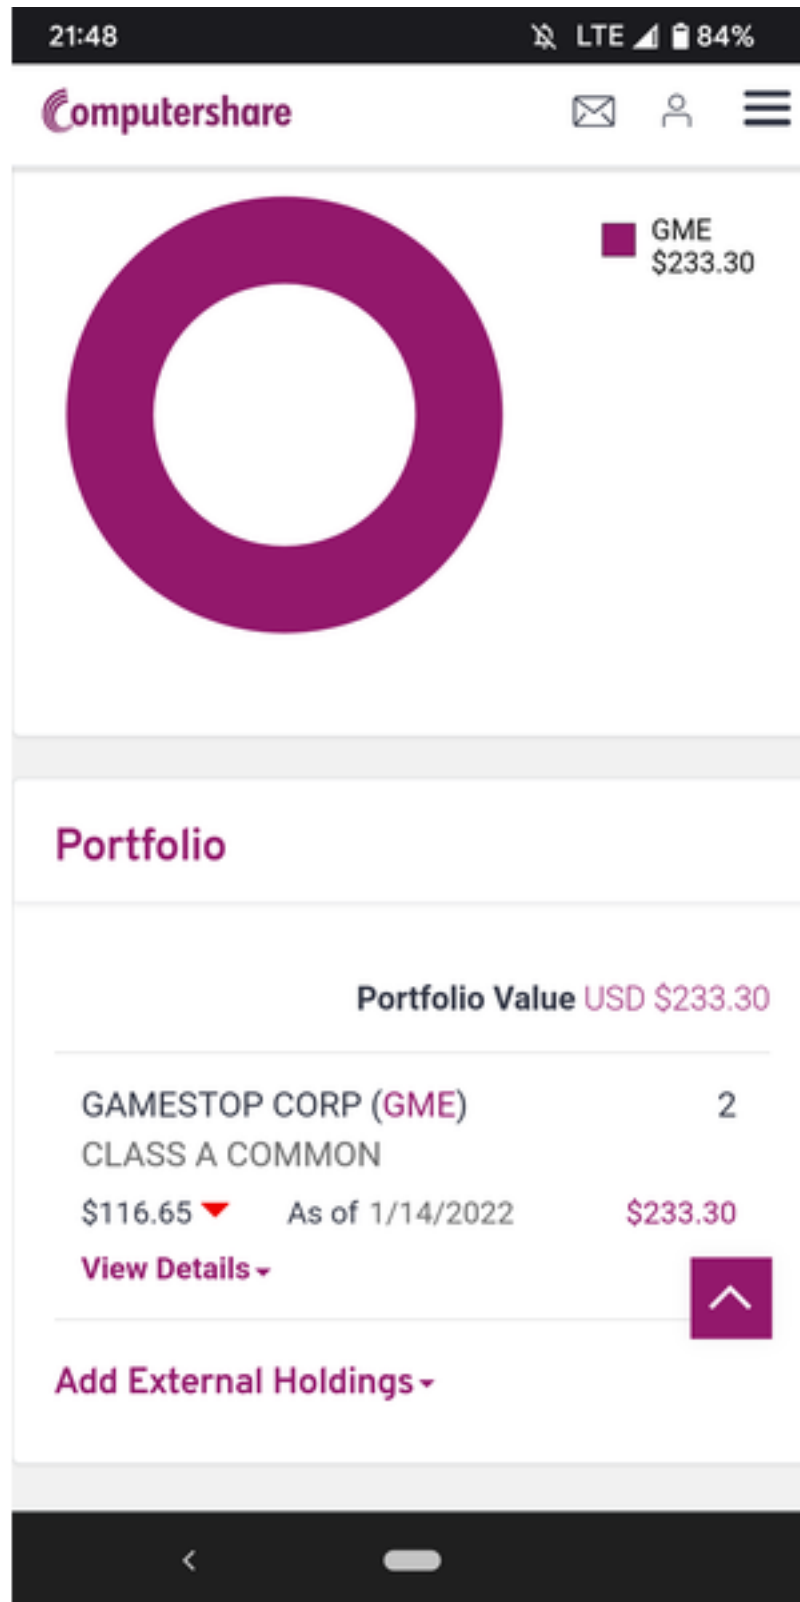 21:48 LTE 84%
Computershare
GME
$233.30
Portfolio
Portfolio Value USD $233.30
GAMESTOP CORP (GME) 2
CLASS A COMMON
$116.65 As of 1/14/2022 $233.30
View Details
Add External Holdings